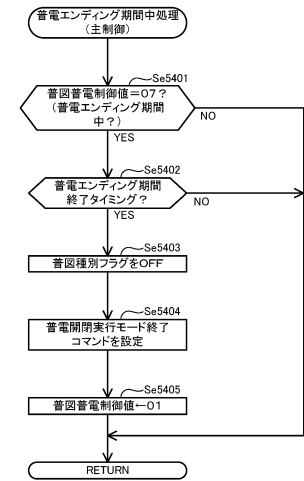 普電エンディング期間中処理
(主制御)
Se5401
普図普電制御値＝07？
(普電エンディング期間
中？)
NO
YES
Se5402
普電エンディング期間
終了タイミング？
NO
YES
Se5403
普図種別フラグをOFF
Se5404
普電開閉実行モード終了
コマンドを設定
Se5405
普図普電制御値←01
RETURN